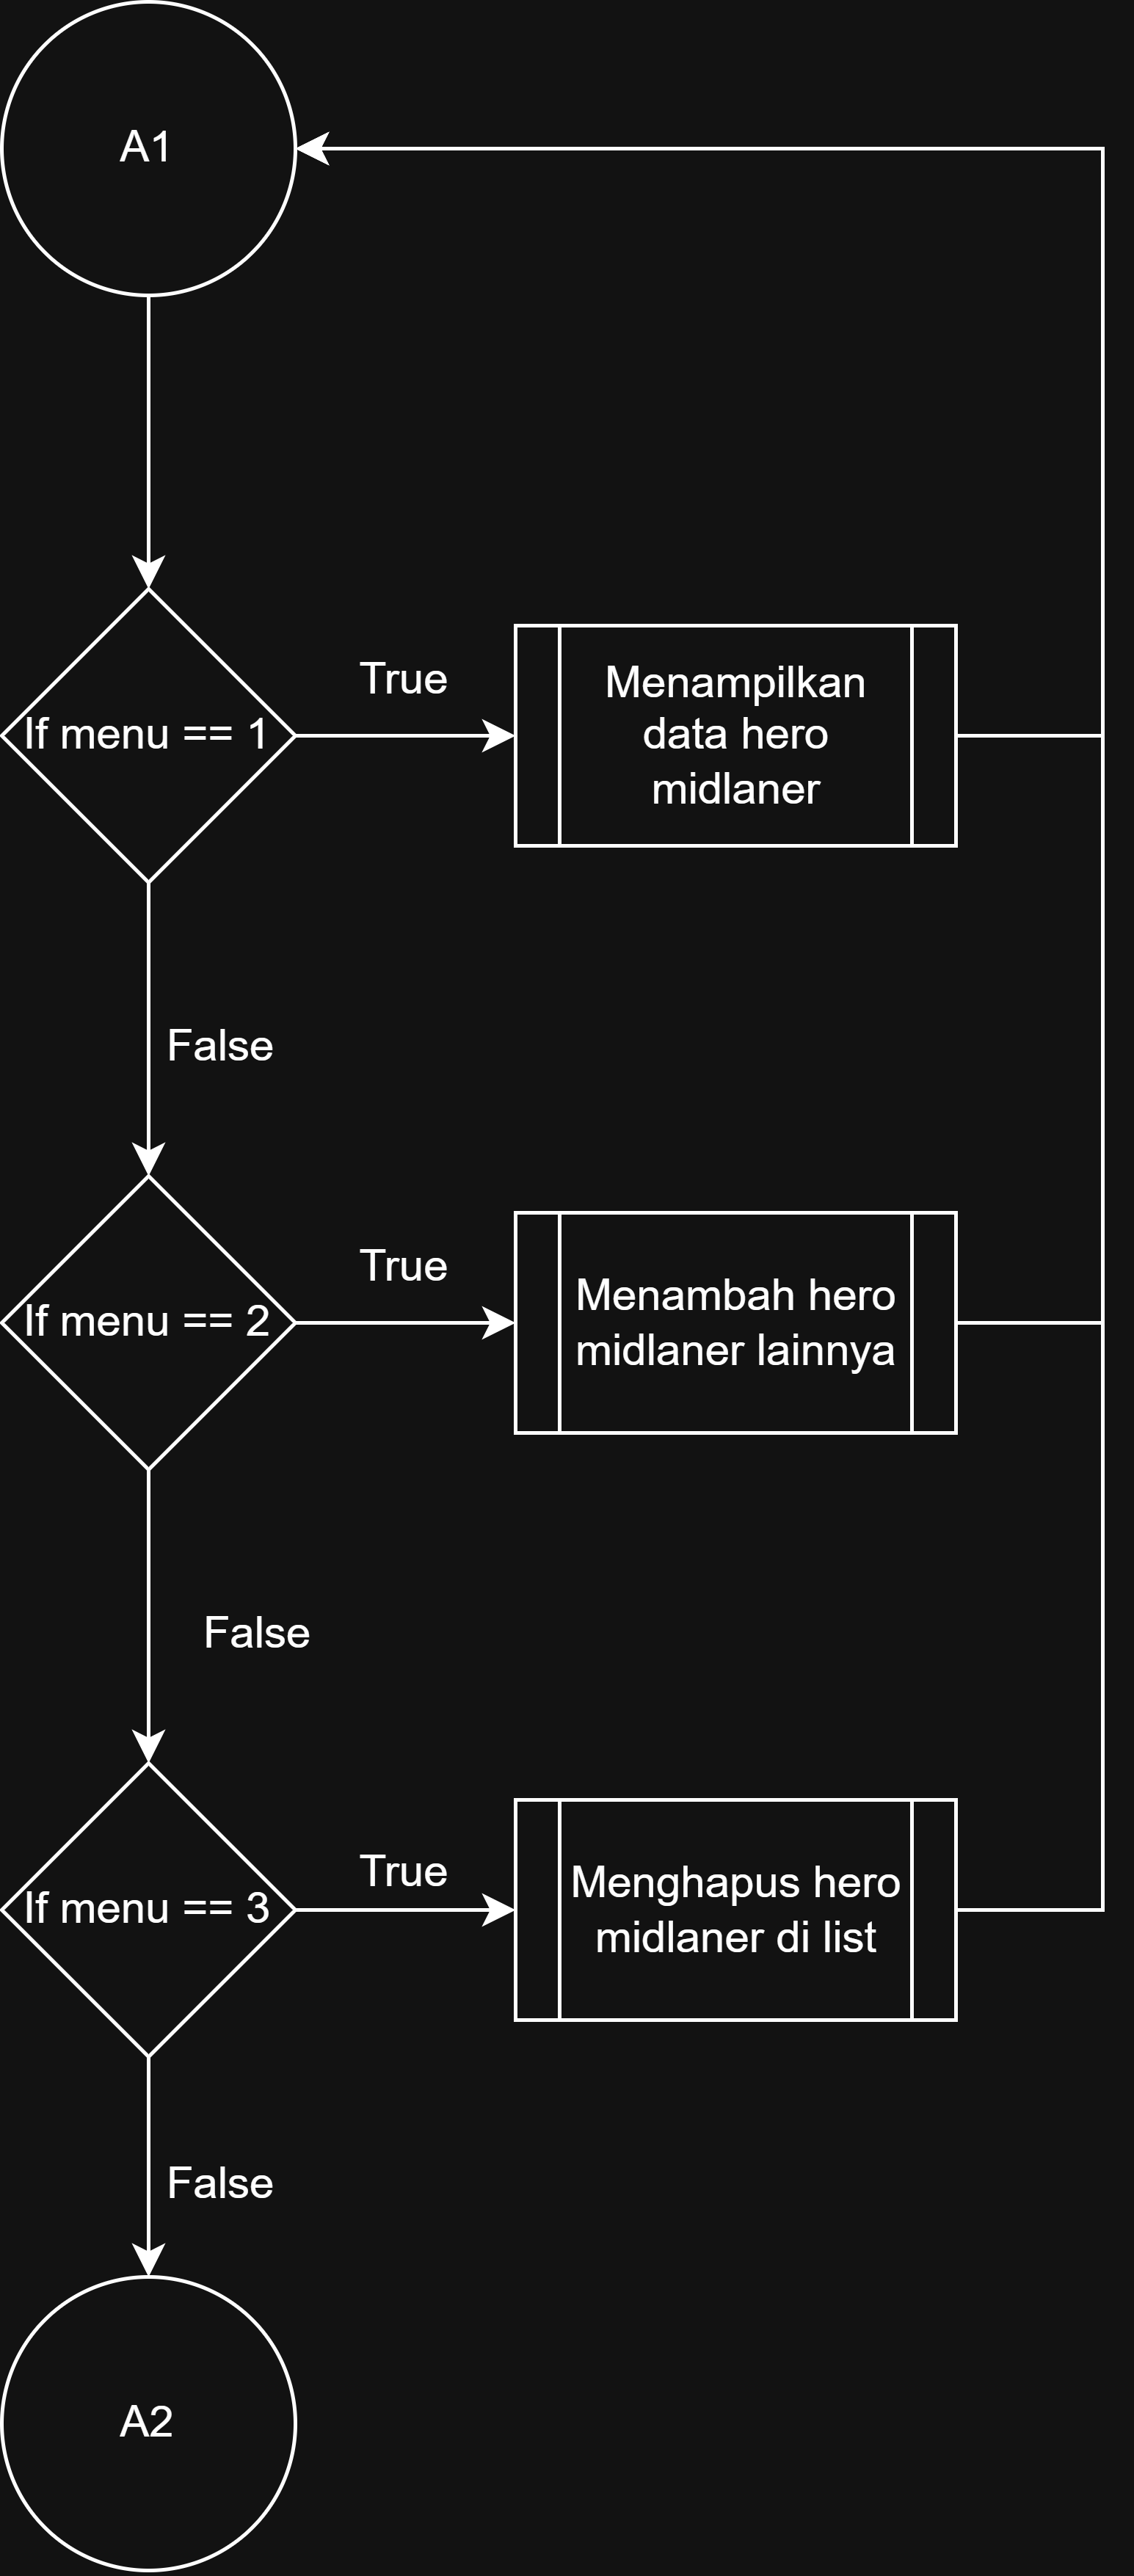 A1
If menu == 1
True
Menampilkan
data hero
midlaner
False
If menu == 2
True
Menambah hero
midlaner lainnya
False
If menu == 3
True
Menghapus hero
midlaner di list
False
A2